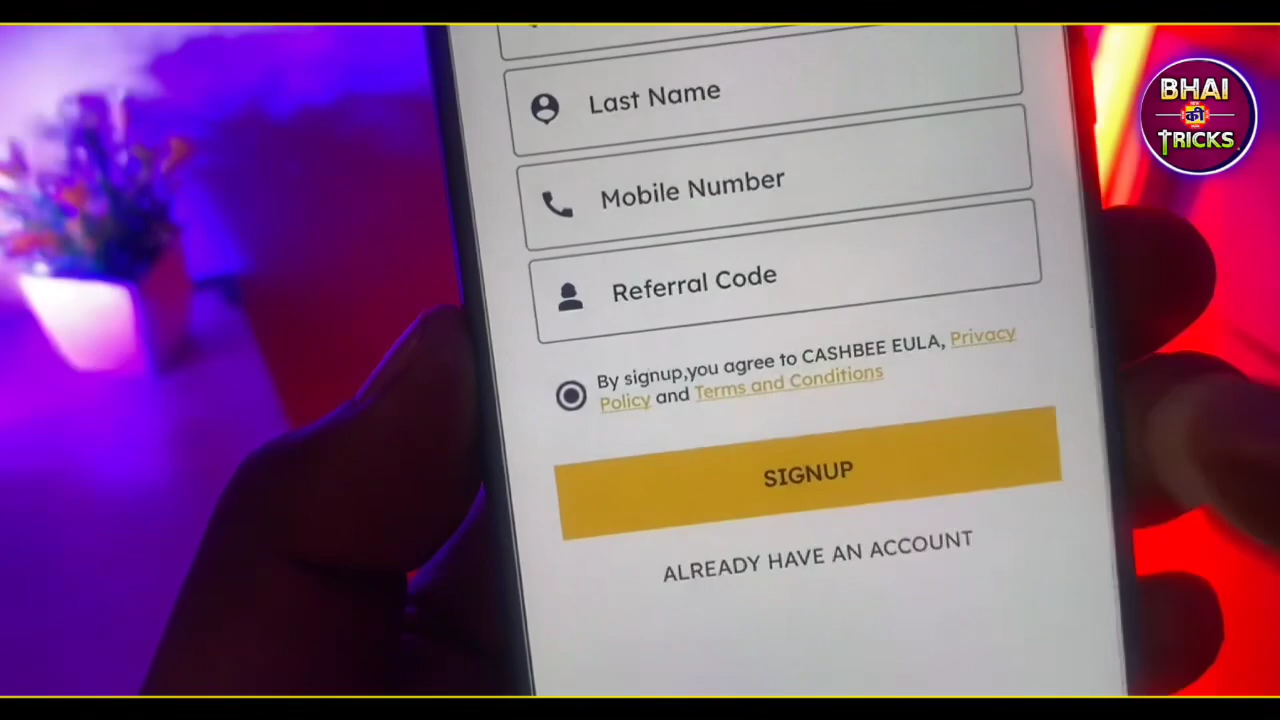 BHAI
की
TRICKS
Last Name
Mobile Number
Referral Code
By signup,you agree to CASHBEE EULA, Privacy
Policy and Terms and Conditions
SIGNUP
ALREADY HAVE AN ACCOUNT